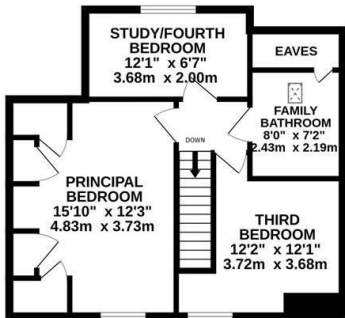 STUDY/FOURTH
BEDROOM
12'1" x 6'7"
3.68m x 2.00m
EAVES
FAMILY
BATHROOM
8'0" x 7'2"
2.43m x 2.19m
DOWN
PRINCIPAL
BEDROOM
15'10" x 12'3"
4.83m x 3.73m
THIRD
BEDROOM
12'2" x 12'1"
3.72m x 3.68m